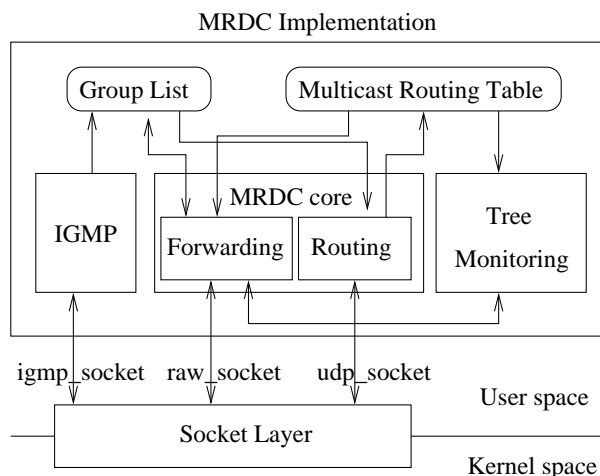 MRDC Implementation
Group List
Multicast Routing Table
MRDC core
IGMP
Forwarding
Routing
Tree
Monitoring
igmp_socket
raw_socket
udp_socket
User space
Socket Layer
Kernel space